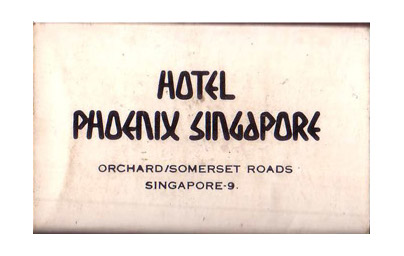 HOTEL
PHOENIX SINGAPORE
ORCHARD/SOMERSET ROADS
SINGAPORE-9.